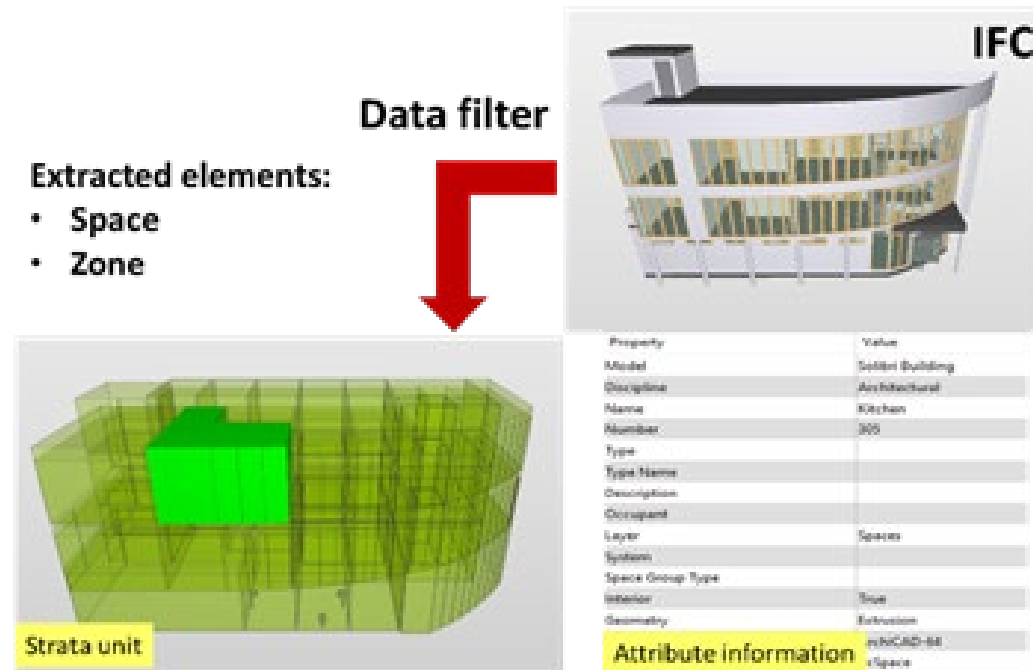 IFC
Data filter
Extracted elements:
• Space
• Zone
Property Value
Model Solibri Building
Discipline Architectural
Name Kitchen
Number 305
Type
Type Name
Description
Occupant
Layer Spaces
System
Space Group Type
Interior True
Geometry Extrusion
Strata unit
Attribute information